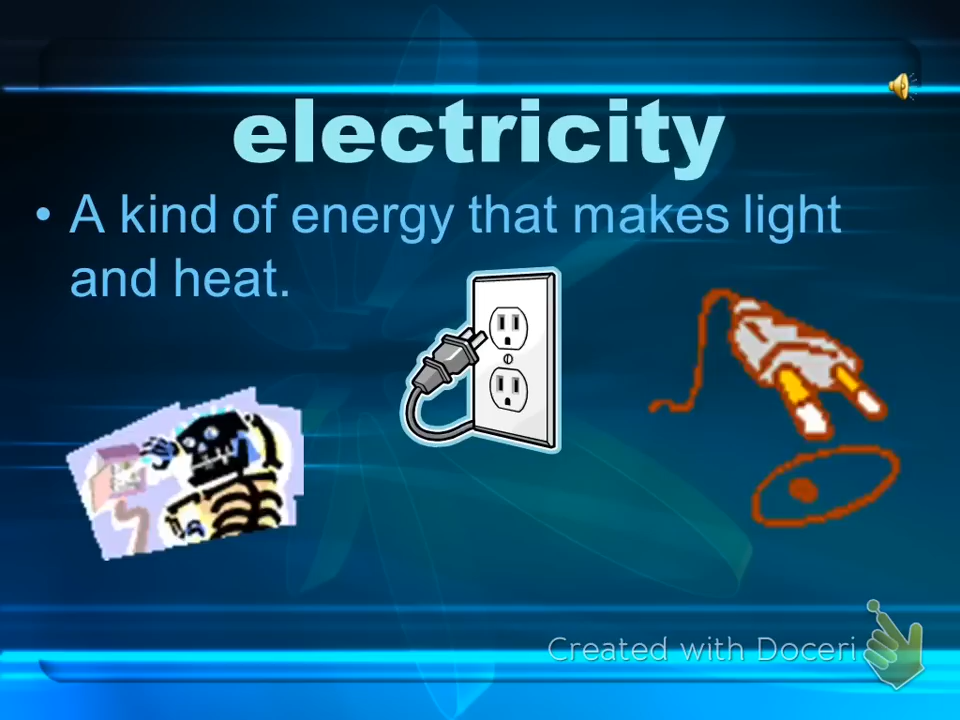 electricity
• A kind of energy that makes light
and heat.
Created with Doceri